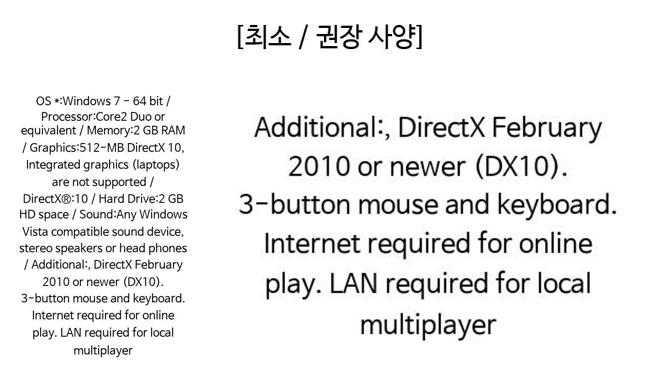 [최소 / 권장 사양]
OS *:Windows 7 - 64 bit /
Processor:Core2 Duo or
equivalent / Memory:2 GB RAM
/ Graphics:512-MB DirectX 10,
Integrated graphics (laptops)
are not supported /
DirectX®:10 / Hard Drive:2 GB
HD space / Sound:Any Windows
Vista compatible sound device,
stereo speakers or head phones
/ Additional:, DirectX February
2010 or newer (DX10).
3-button mouse and keyboard.
Internet required for online
play. LAN required for local
multiplayer
Additional:, DirectX February
2010 or newer (DX10).
3-button mouse and keyboard.
Internet required for online
play. LAN required for local
multiplayer